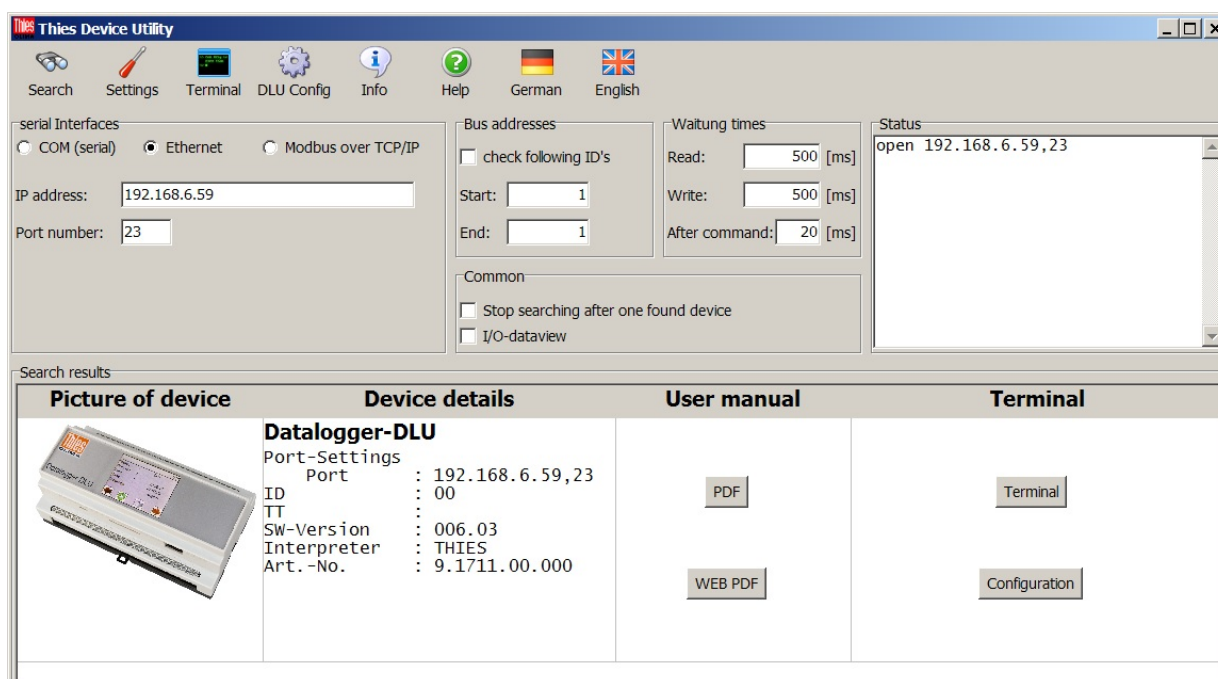 Thies Thies Device Utility
Search Settings Terminal DLU Config Info Help German English
serial Interfaces
COM (serial) Ethernet Modbus over TCP/IP
IP address: 192.168.6.59
Port number: 23
Bus addresses
check following ID's
Start: 1
End: 1
Waitung times
Read: 500 [ms]
Write: 500 [ms]
After command: 20 [ms]
Common
Stop searching after one found device
I/O-dataview
Status
open 192.168.6.59,23
Search results
Picture of device Device details User manual Terminal
Thies
Datalogger DLU
Datalogger-DLU
Port-Settings
Port : 192.168.6.59,23
ID : 00
TT :
SW-Version : 006.03
Interpreter : THIES
Art.-No. : 9.1711.00.000
PDF
WEB PDF
Terminal
Configuration